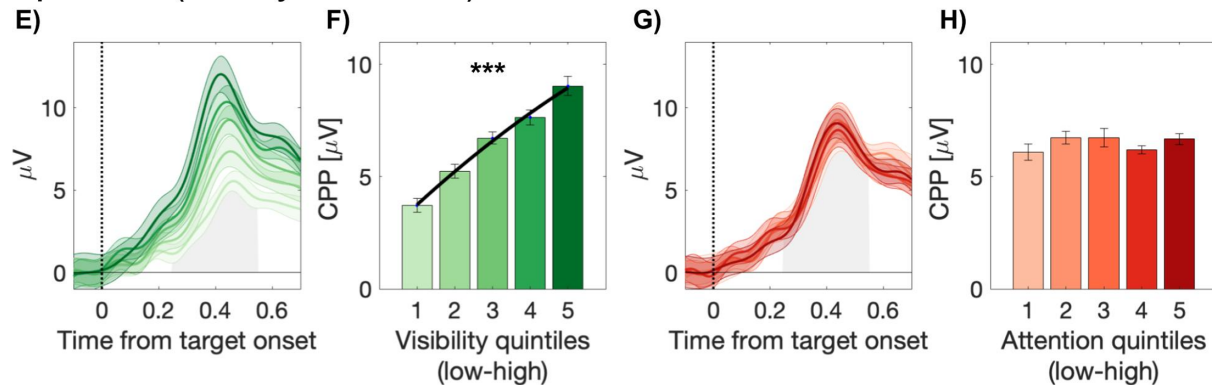 E)
F)
G)
H)
μV
10
5
0
0
0.2
0.4
0.6
Time from target onset
CPP [μV]
10
5
0
***
1
2
3
4
5
Visibility quintiles
(low-high)
μV
10
5
0
0
0.2
0.4
0.6
Time from target onset
CPP [μV]
10
5
0
1
2
3
4
5
Attention quintiles
(low-high)